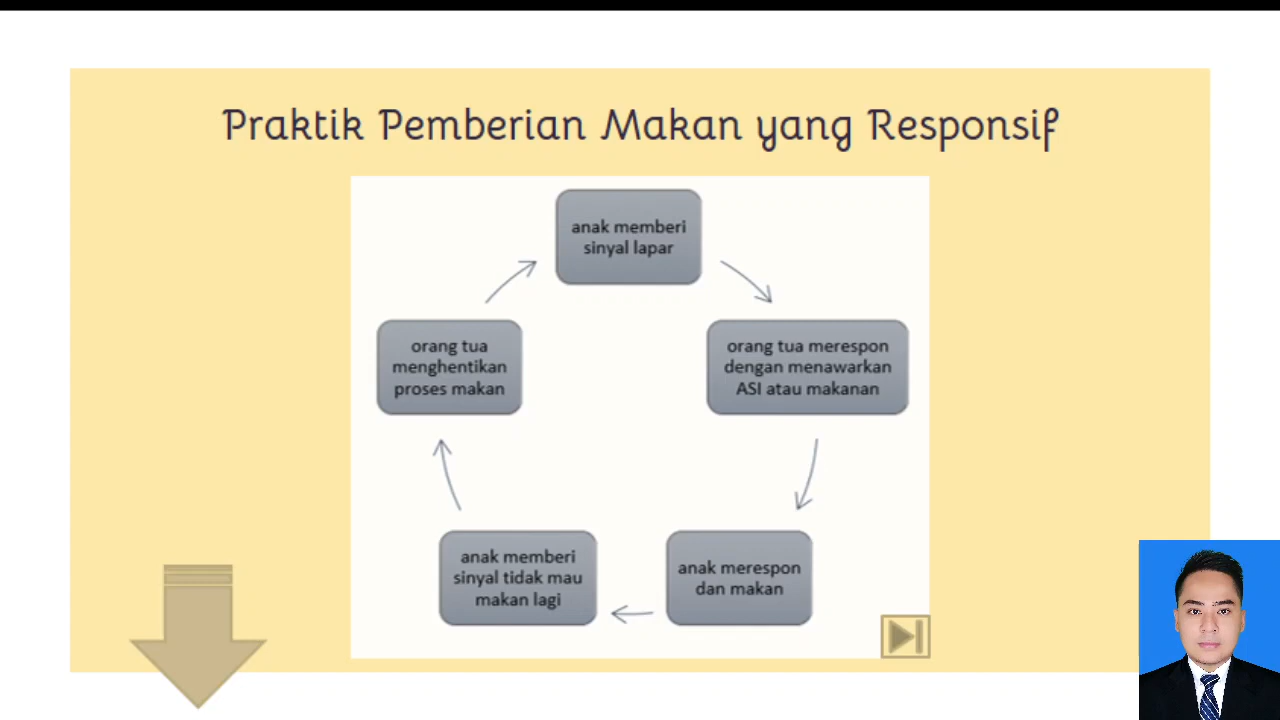 Praktik Pemberian Makan yang Responsif
anak memberi
sinyal lapar
orang tua merespon
dengan menawarkan
ASI atau makanan
anak merespon
dan makan
anak memberi
sinyal tidak mau
makan lagi
orang tua
menghentikan
proses makan